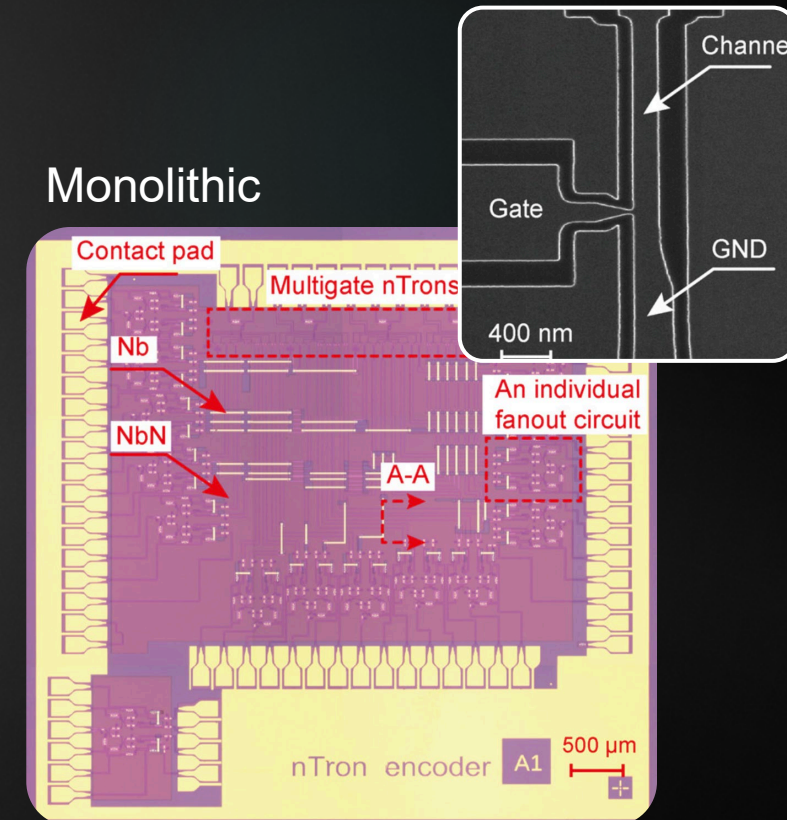 Monolithic
Channe
Gate
GND
400 nm
Contact pad
Multigate nTrons
Nb
An individual
fanout circuit
NbN
A-A
500 μm
nTron encoder
A1